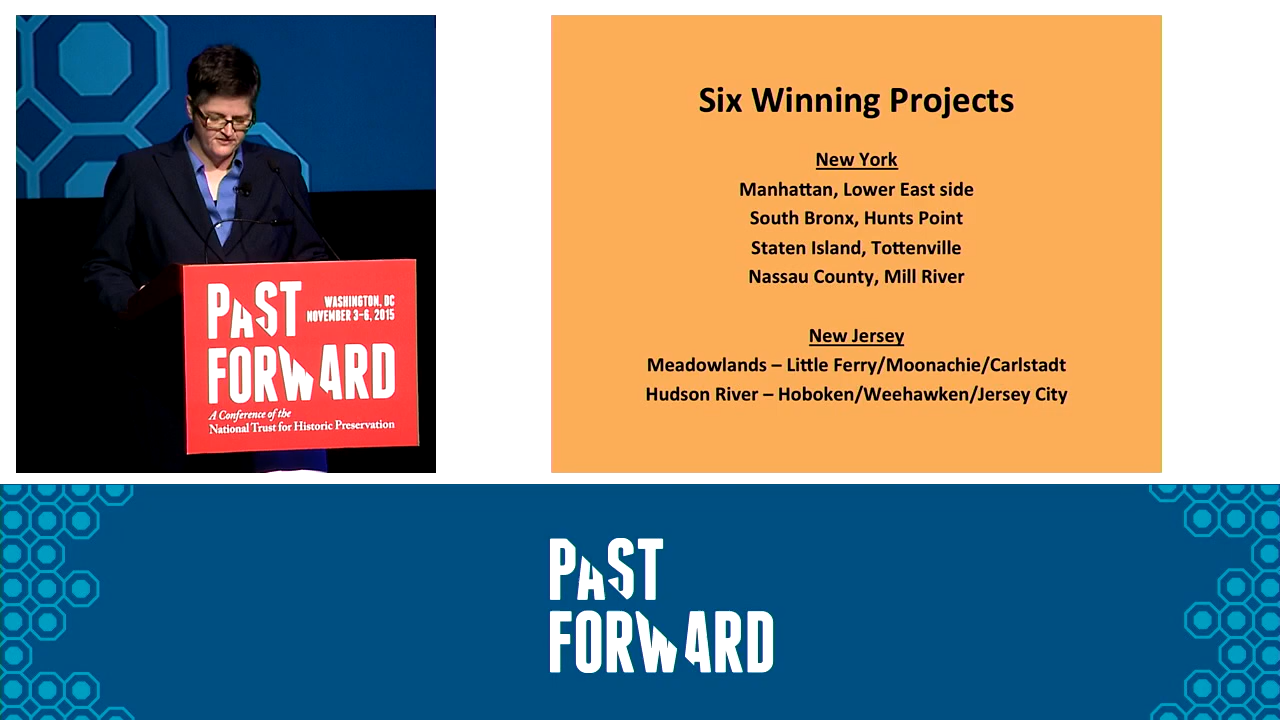 PAST
WASHINGTON, DC
NOVEMBER 3-6, 2015
FORWARD
A Conference of the
National Trust for Historic Preservation
Six Winning Projects
New York
Manhattan, Lower East side
South Bronx, Hunts Point
Staten Island, Tottenville
Nassau County, Mill River
New Jersey
Meadowlands – Little Ferry/Moonachie/Carlstadt
Hudson River – Hoboken/Weehawken/Jersey City
PAST
FORWARD